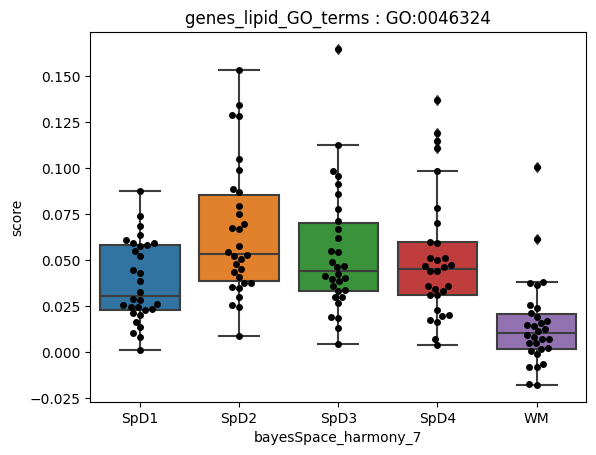 genes_lipid_GO_terms : GO:0046324
score
0.150
0.125
0.100
0.075
0.050
0.025
0.000
−0.025
SpD1 SpD2 SpD3 SpD4 WM
bayesSpace_harmony_7